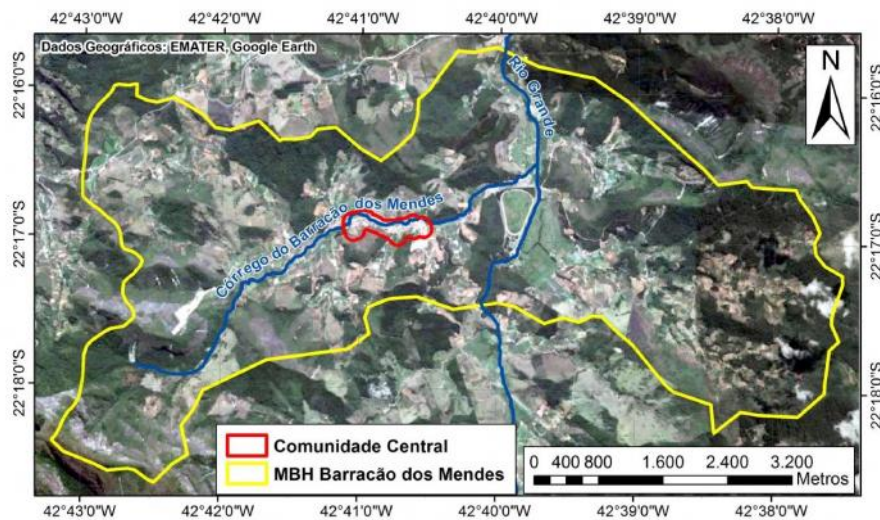 42°43'0"W 42°42'0"W 42°41'0"W 42°40'0"W 42°39'0"W 42°38'0"W
Dados Geográficos: EMATER, Google Earth
N
22°16'0"S
22°16'0"S
Rio Grande
Córrego do Barracão dos Mendes
22°17'0"S
22°17'0"S
22°18'0"S
22°18'0"S
Comunidade Central
MBH Barracão dos Mendes
0 400 800 1.600 2.400 3.200
Metros
42°43'0"W 42°42'0"W 42°41'0"W 42°40'0"W 42°39'0"W 42°38'0"W